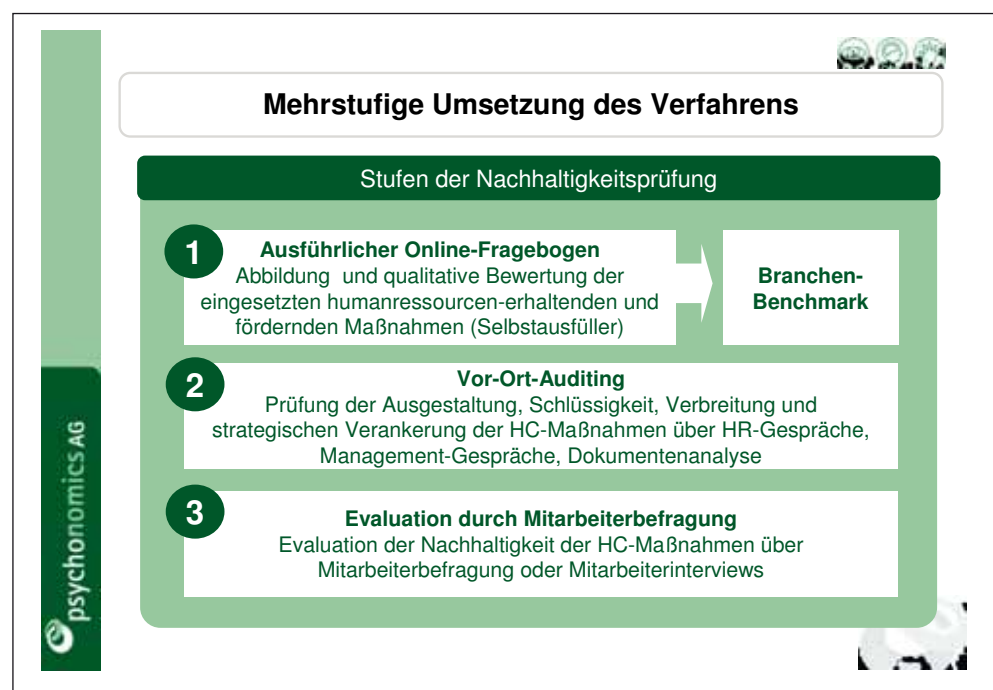 Mehrstufige Umsetzung des Verfahrens
Stufen der Nachhaltigkeitsprüfung
1
Ausführlicher Online-Fragebogen
Abbildung und qualitative Bewertung der
eingesetzten humanressourcen-erhaltenden und
fördernden Maßnahmen (Selbstausfüller)
Branchen-
Benchmark
2
Vor-Ort-Auditing
Prüfung der Ausgestaltung, Schlüssigkeit, Verbreitung und
strategischen Verankerung der HC-Maßnahmen über HR-Gespräche,
Management-Gespräche, Dokumentenanalyse
3
Evaluation durch Mitarbeiterbefragung
Evaluation der Nachhaltigkeit der HC-Maßnahmen über
Mitarbeiterbefragung oder Mitarbeiterinterviews
psychonomics AG